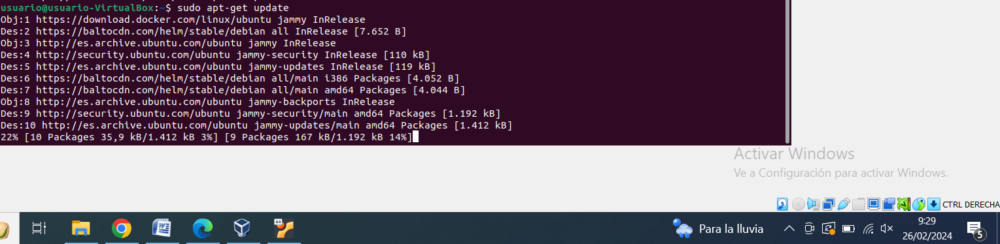 usuario@usuario-VirtualBox:~$ sudo apt-get update
Obj:1 https://download.docker.com/linux/ubuntu jammy InRelease
Des:2 https://baltocdn.com/helm/stable/debian all InRelease [7.652 B]
Obj:3 http://es.archive.ubuntu.com/ubuntu jammy InRelease
Des:4 http://security.ubuntu.com/ubuntu jammy-security InRelease [110 kB]
Des:5 http://es.archive.ubuntu.com/ubuntu jammy-updates InRelease [119 kB]
Des:6 https://baltocdn.com/helm/stable/debian all/main i386 Packages [4.052 B]
Des:7 https://baltocdn.com/helm/stable/debian all/main amd64 Packages [4.044 B]
Obj:8 http://es.archive.ubuntu.com/ubuntu jammy-backports InRelease
Des:9 http://security.ubuntu.com/ubuntu jammy-security/main amd64 Packages [1.192 kB]
Des:10 http://es.archive.ubuntu.com/ubuntu jammy-updates/main amd64 Packages [1.412 kB]
22% [10 Packages 35,9 kB/1.412 kB 3%] [9 Packages 167 kB/1.192 kB 14%]
Activar Windows
Ve a Configuración para activar Windows.
CTRL DERECHA
64
Para la lluvia
9:29
26/02/2024
5